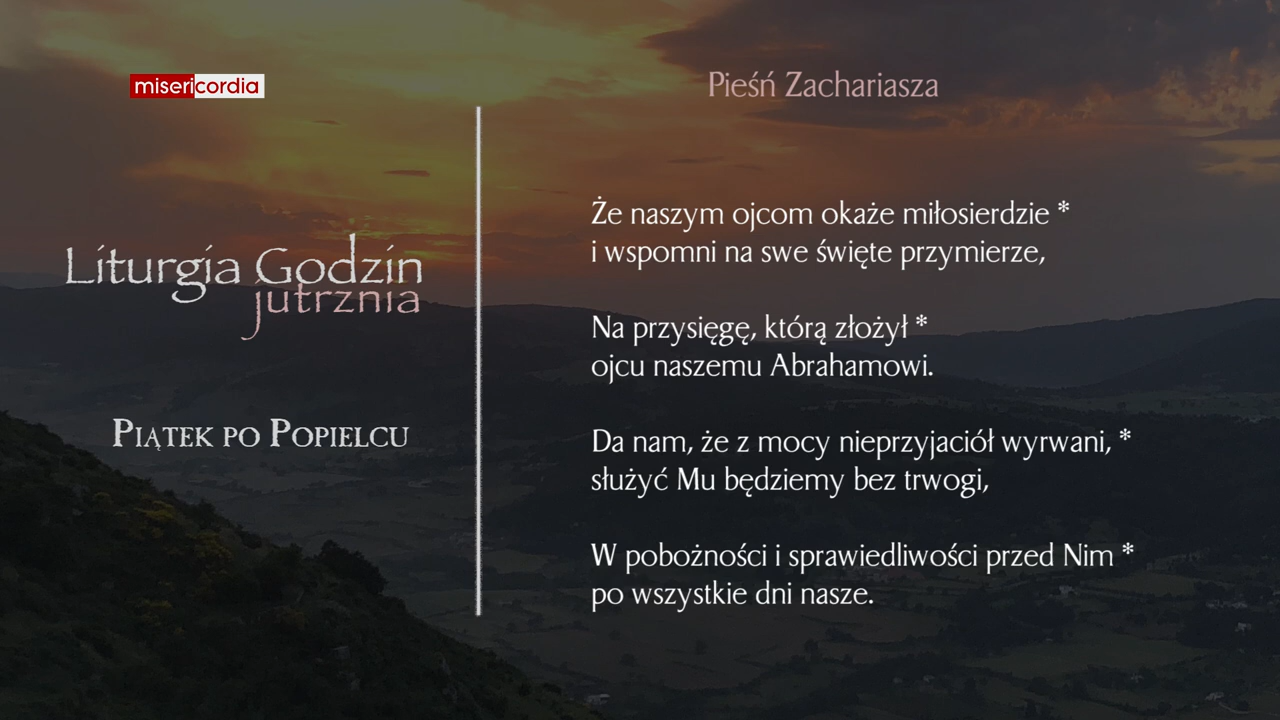 misericordia
Liturgia Godzin
jutrznia
Piątek po Popielcu
Pieśń Zachariasza
Że naszym ojcom okaże miłosierdzie *
i wspomni na swe święte przymierze,
Na przysięgę, którą złożył *
ojcu naszemu Abrahamowi.
Da nam, że z mocy nieprzyjaciół wyrwani, *
służyć Mu będziemy bez trwogi,
W pobożności i sprawiedliwości przed Nim *
po wszystkie dni nasze.